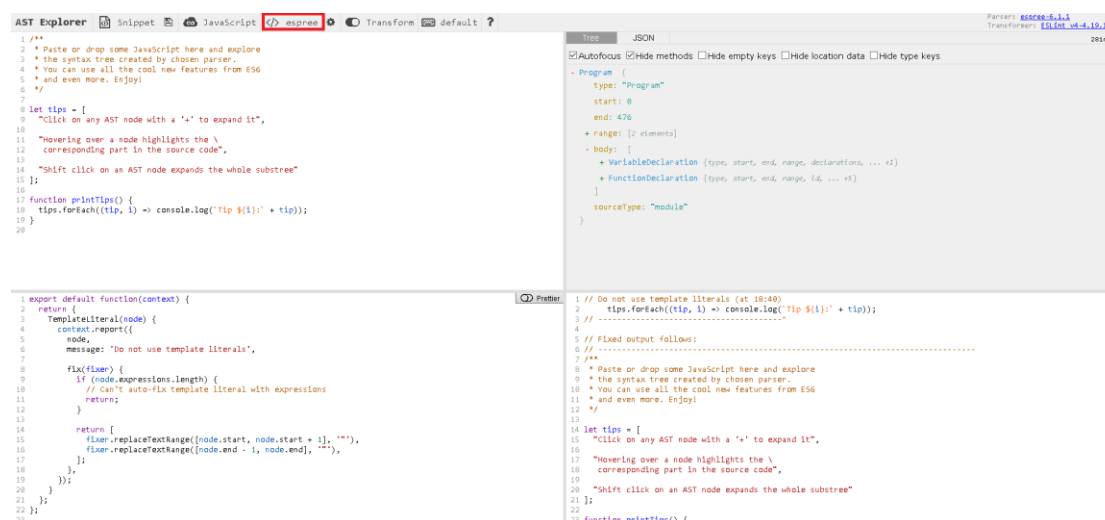 AST Explorer Snippet JavaScript </> espree Transform default ?
Parser: espree-6.1.1
Transformer: ESLint v4-4.19.1
1 /**
2  * Paste or drop some JavaScript here and explore
3  * the syntax tree created by chosen parser.
4  * You can use all the cool new features from ES6
5  * and even more. Enjoy!
6  */
7
8 let tips = [
9   "Click on any AST node with a '+' to expand it",
10
11   "Hovering over a node highlights the \
12    corresponding part in the source code",
13
14   "Shift click on an AST node expands the whole substree"
15 ];
16
17 function printTips() {
18   tips.forEach((tip, i) => console.log(`Tip ${i}:` + tip));
19 }
20
Tree JSON
Autofocus Hide methods Hide empty keys Hide location data Hide type keys
- Program {
type: "Program"
start: 0
end: 476
+ range: [2 elements]
- body: [
+ VariableDeclaration {type, start, end, range, declarations, ... +1}
+ FunctionDeclaration {type, start, end, range, id, ... +5}
]
sourceType: "module"
}
Prettier
1 export default function(context) {
2   return {
3     TemplateLiteral(node) {
4       context.report({
5         node,
6         message: 'Do not use template literals',
7
8         fix(fixer) {
9           if (node.expressions.length) {
10             // Can't auto-fix template literal with expressions
11             return;
12           }
13
14           return [
15             fixer.replaceTextRange([node.start, node.start + 1], '"'),
16             fixer.replaceTextRange([node.end - 1, node.end], '"'),
17           ];
18         },
19       });
20     }
21   };
22 };
23
1 // Do not use template literals (at 18:40)
2      tips.forEach((tip, i) => console.log(`Tip ${i}:` + tip));
3 // ---------------------------------------^
4
5 // Fixed output follows:
6 // --------------------------------------------------------------------------------
7 /**
8  * Paste or drop some JavaScript here and explore
9  * the syntax tree created by chosen parser.
10  * You can use all the cool new features from ES6
11  * and even more. Enjoy!
12  */
13
14 let tips = [
15   "Click on any AST node with a '+' to expand it",
16
17   "Hovering over a node highlights the \
18    corresponding part in the source code",
19
20   "Shift click on an AST node expands the whole substree"
21 ];
22
23 function printTips() {